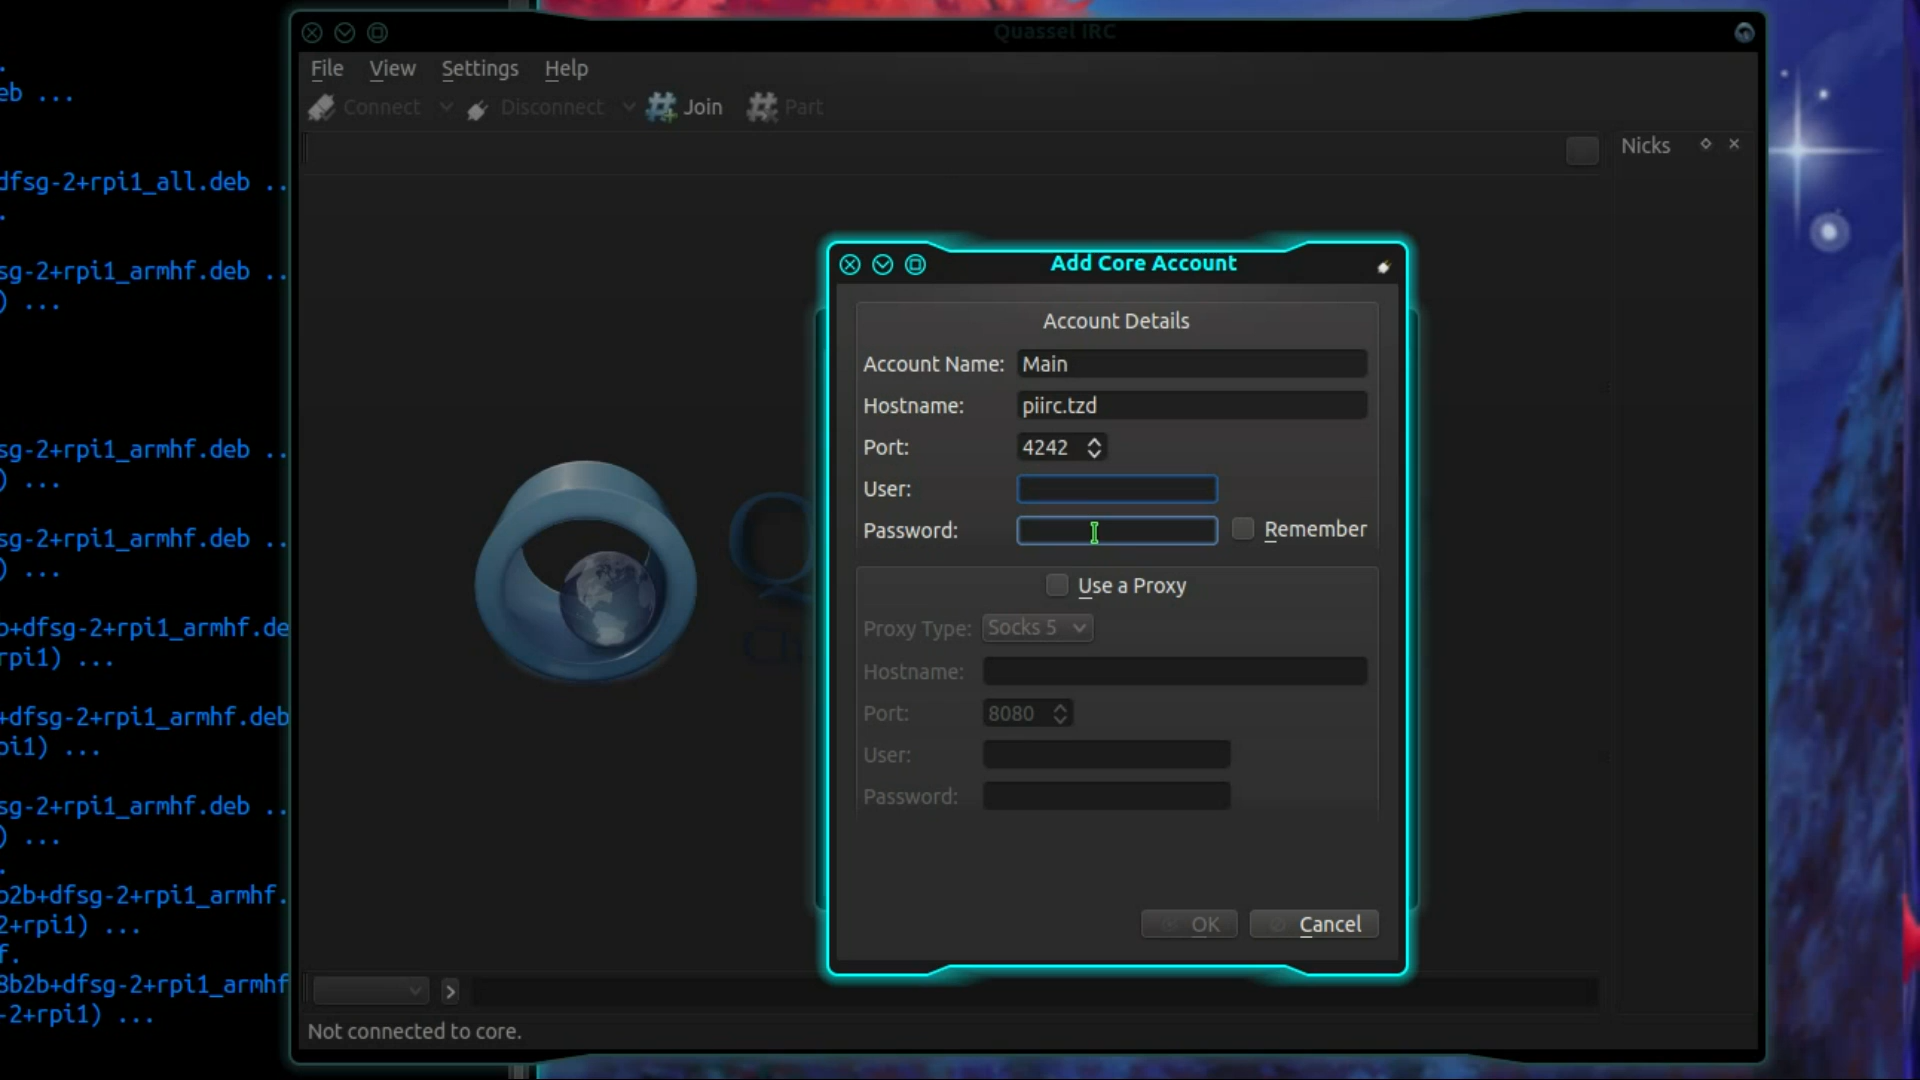 .
eb ...
dfsg-2+rpi1_all.deb ..
.
sg-2+rpi1_armhf.deb ..
) ...
sg-2+rpi1_armhf.deb ..
) ...
sg-2+rpi1_armhf.deb ..
) ...
b+dfsg-2+rpi1_armhf.de
rpi1) ...
+dfsg-2+rpi1_armhf.deb
pi1) ...
sg-2+rpi1_armhf.deb ..
) ...
.
b2b+dfsg-2+rpi1_armhf.
2+rpi1) ...
f.
8b2b+dfsg-2+rpi1_armhf
-2+rpi1) ...
Quassel IRC
File View Settings Help
Connect Disconnect Join Part
Nicks
Q
Ch
Add Core Account
Account Details
Account Name: Main
Hostname: piirc.tzd
Port: 4242
User:
Password: Remember
Use a Proxy
Proxy Type: Socks 5
Hostname:
Port: 8080
User:
Password:
OK Cancel
>
Not connected to core.